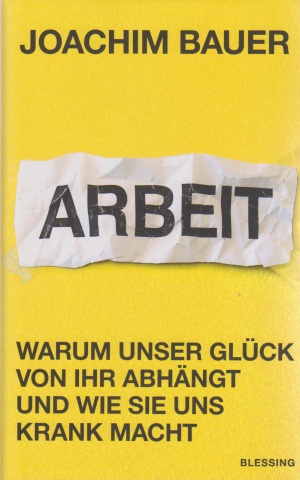 JOACHIM BAUER
ARBEIT
WARUM UNSER GLÜCK
VON IHR ABHÄNGT
UND WIE SIE UNS
KRANK MACHT
BLESSING